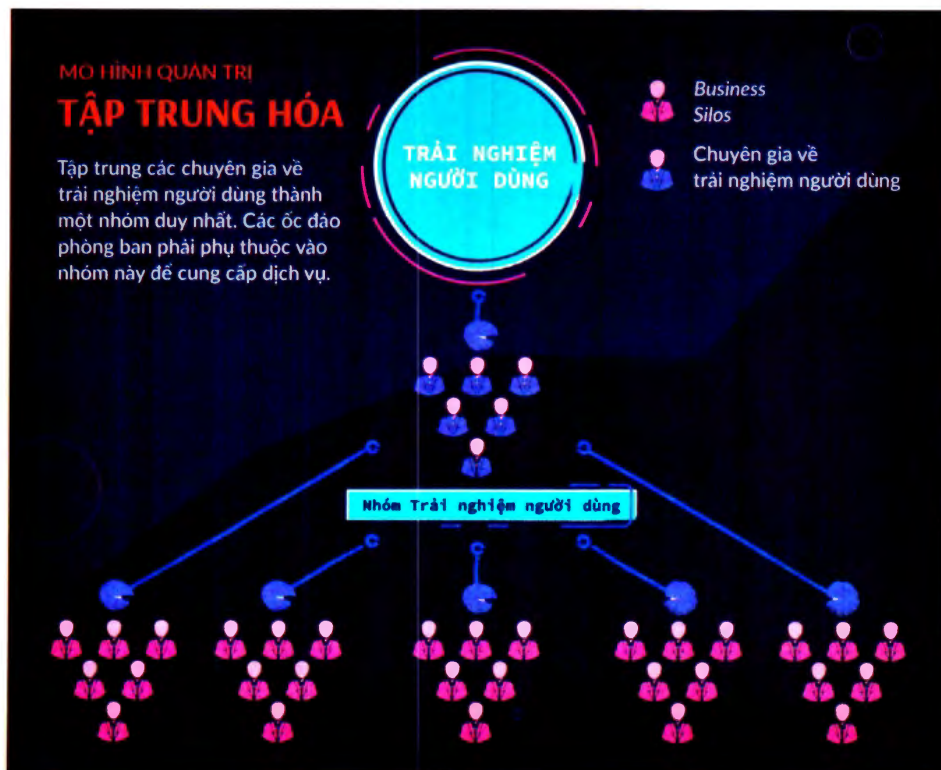 MÔ HÌNH QUẢN TRỊ
TẬP TRUNG HÓA
Tập trung các chuyên gia về
trải nghiệm người dùng thành
một nhóm duy nhất. Các ốc đảo
phòng ban phải phụ thuộc vào
nhóm này để cung cấp dịch vụ.
TRẢI NGHIỆM
NGƯỜI DÙNG
Business
Silos
Chuyên gia về
trải nghiệm người dùng
Nhóm Trải nghiệm người dùng